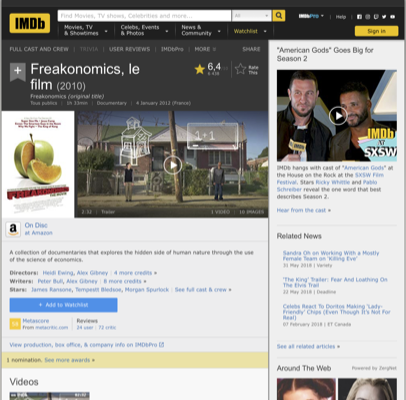 IMDb
Find Movies, TV shows, Celebrities and more...
All
IMDbPro
Help
Movies, TV & Showtimes
Celebs, Events & Photos
News & Community
Watchlist
Sign in
FULL CAST AND CREW | TRIVIA | USER REVIEWS | IMDbPro | MORE
SHARE
Freakonomics, le
film (2010)
Freakonomics (original title)
Tous publics | 1h 33min | Documentary | 4 January 2012 (France)
6,4
Rate
This
1+1
FREAKONOMICS
2:32 | Trailer
1 VIDEO | 10 IMAGES
On Disc
at Amazon
A collection of documentaries that explores the hidden side of human nature through the use
of the science of economics.
Directors: Heidi Ewing, Alex Gibney | 4 more credits »
Writers: Peter Bull, Alex Gibney | 8 more credits »
Stars: James Ransone, Tempestt Bledsoe, Morgan Spurlock | See full cast & crew »
+ Add to Watchlist
Metascore
From metacritic.com
Reviews
24 user | 72 critic
View production, box office, & company info on IMDbPro
1 nomination. See more awards »
Videos
"American Gods" Goes Big for
Season 2
IMDb
at
SXSW
IMDb hangs with cast of "American Gods" at
the House on the Rock at the SXSW Film
Festival. Stars Ricky Whittle and Pablo
Schreiber reveal the one word that best
describes Season 2.
Hear from the cast »
Related News
Sandra Oh on Working With a Mostly
Female Team on 'Killing Eve'
31 May 2018 | Variety
'The King' Trailer: Fear and Loathing On
The Elvis Trail
22 May 2018 | Deadline
Celebs React To Doritos Making 'Lady-
Friendly' Chips (Even Though It's Not For
Real)
07 February 2018 | ET Canada
See all related articles »
Around The Web
Powered by ZergNet